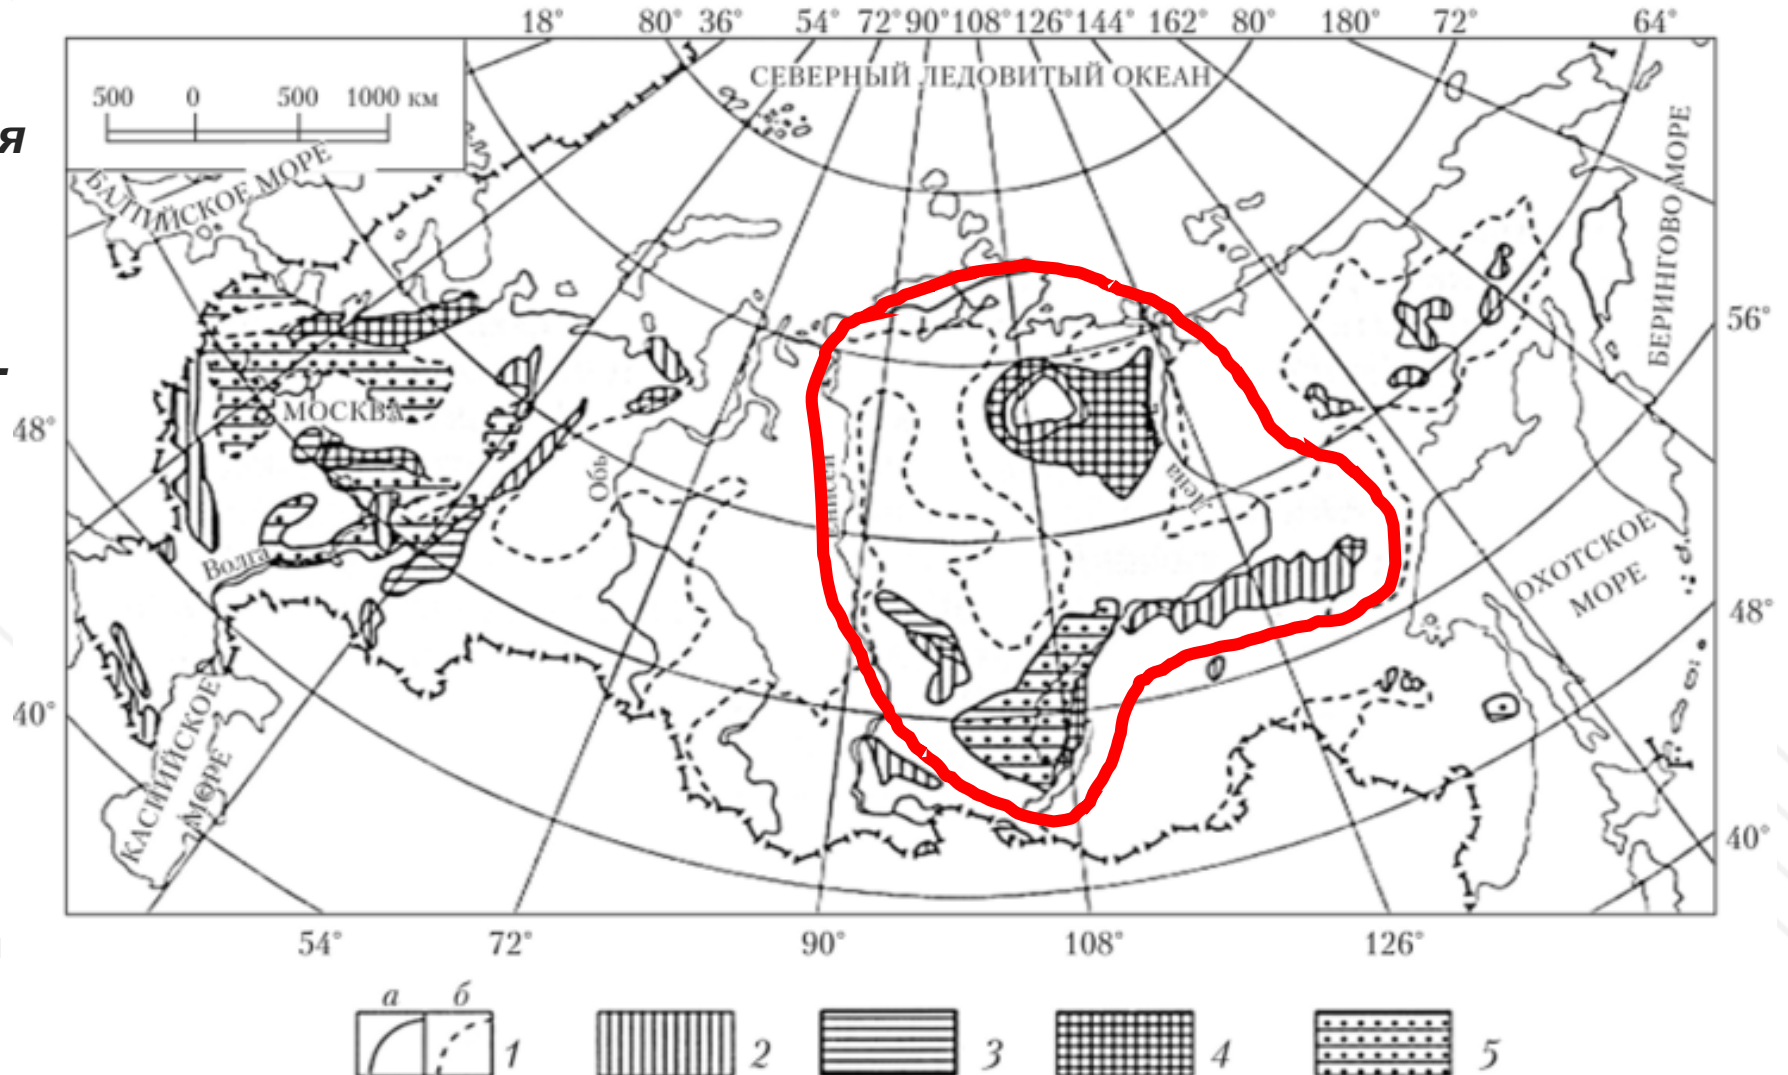 18° 80° 36° 54° 72° 90° 108° 126° 144° 162° 80° 180° 72° 64°
СЕВЕРНЫЙ ЛЕДОВИТЫЙ ОКЕАН
500 0 500 1000 км
я
БАЛТИЙСКОЕ МОРЕ
БЕРИНГОВО МОРЕ
56°
МОСКВА
48°
Обь
Енисей
Лена
Волга
ОХОТСКОЕ
МОРЕ
48°
40°
КАСПИЙСКОЕ
МОРЕ
40°
54° 72° 90° 108° 126°
а б
1 2 3 4 5